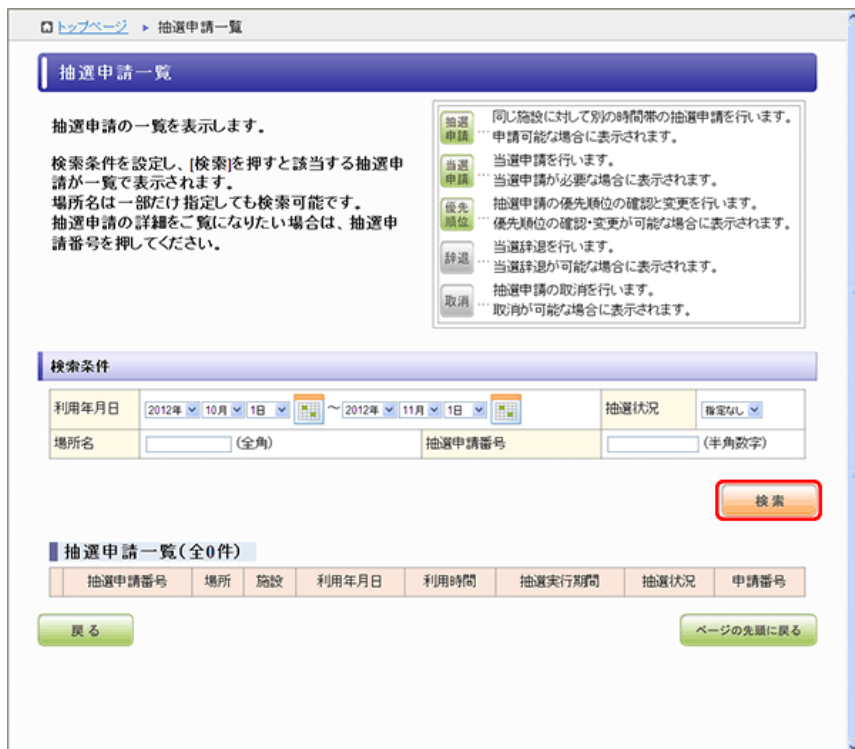 トップページ ▶ 抽選申請一覧
抽選申請一覧
抽選申請の一覧を表示します。
検索条件を設定し、[検索]を押すと該当する抽選申
請が一覧で表示されます。
場所名は一部だけ指定しても検索可能です。
抽選申請の詳細をご覧になりたい場合は、抽選申
請番号を押してください。
抽選
申請
…
同じ施設に対して別の時間帯の抽選申請を行います。
申請可能な場合に表示されます。
当選
申請
…
当選申請を行います。
当選申請が必要な場合に表示されます。
優先
順位
…
抽選申請の優先順位の確認と変更を行います。
優先順位の確認・変更が可能な場合に表示されます。
辞退
…
当選辞退を行います。
当選辞退が可能な場合に表示されます。
取消
…
抽選申請の取消を行います。
取消が可能な場合に表示されます。
検索条件
利用年月日 2012年 10月 1日 ～ 2012年 11月 1日 抽選状況 指定なし
場所名 (全角) 抽選申請番号 (半角数字)
検索
抽選申請一覧(全0件)
抽選申請番号 場所 施設 利用年月日 利用時間 抽選実行期間 抽選状況 申請番号
戻る ページの先頭に戻る